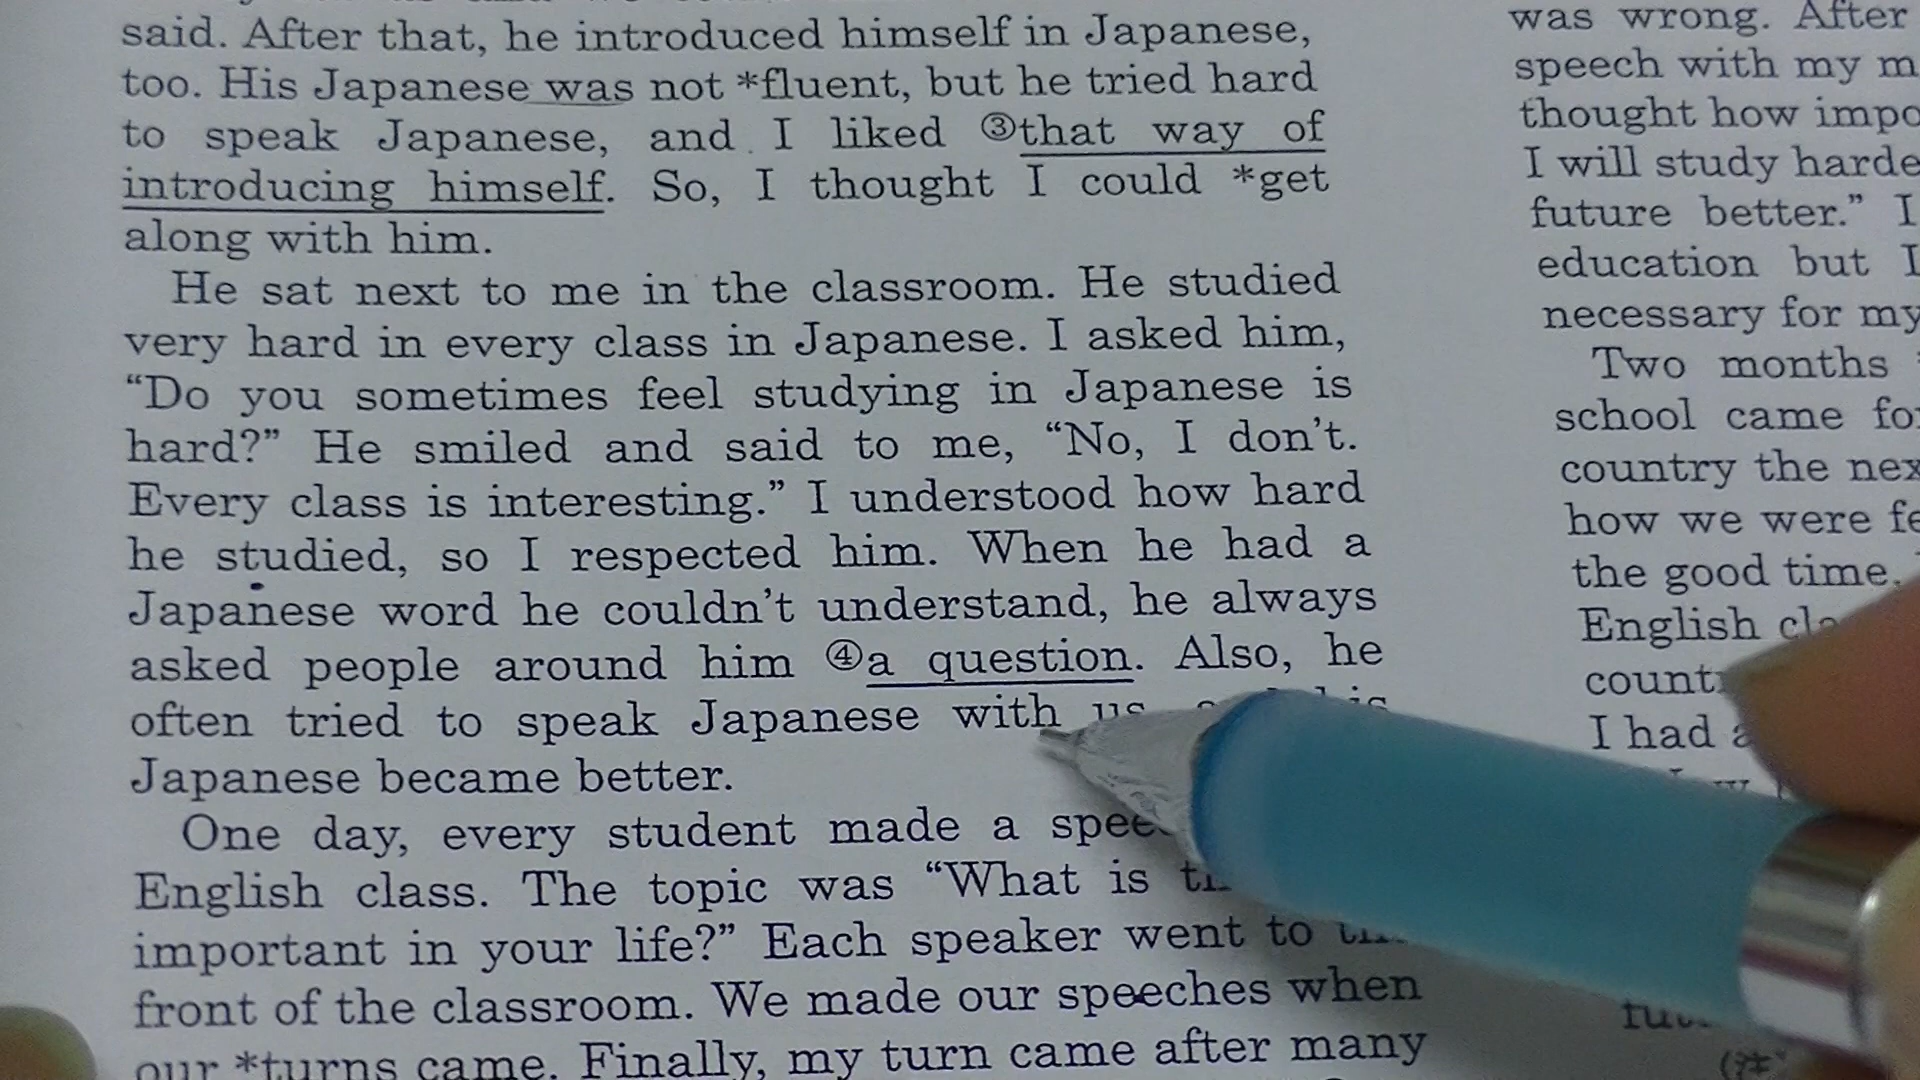 said. After that, he introduced himself in Japanese,
too. His Japanese was not *fluent, but he tried hard
to speak Japanese, and I liked ③that way of
introducing himself. So, I thought I could *get
along with him.
He sat next to me in the classroom. He studied
very hard in every class in Japanese. I asked him,
“Do you sometimes feel studying in Japanese is
hard?” He smiled and said to me, “No, I don’t.
Every class is interesting.” I understood how hard
he studied, so I respected him. When he had a
Japanese word he couldn’t understand, he always
asked people around him ④a question. Also, he
often tried to speak Japanese with us
Japanese became better.
One day, every student made a
English class. The topic was “What is
important in your life?” Each speaker went to
front of the classroom. We made our speeches when
our *turns came. Finally, my turn came after many
was wrong. After
speech with my
thought how
I will study
future better.” I
education but I
necessary for my
Two months
school came
country the
how we were
the good time.
English
I had
(注